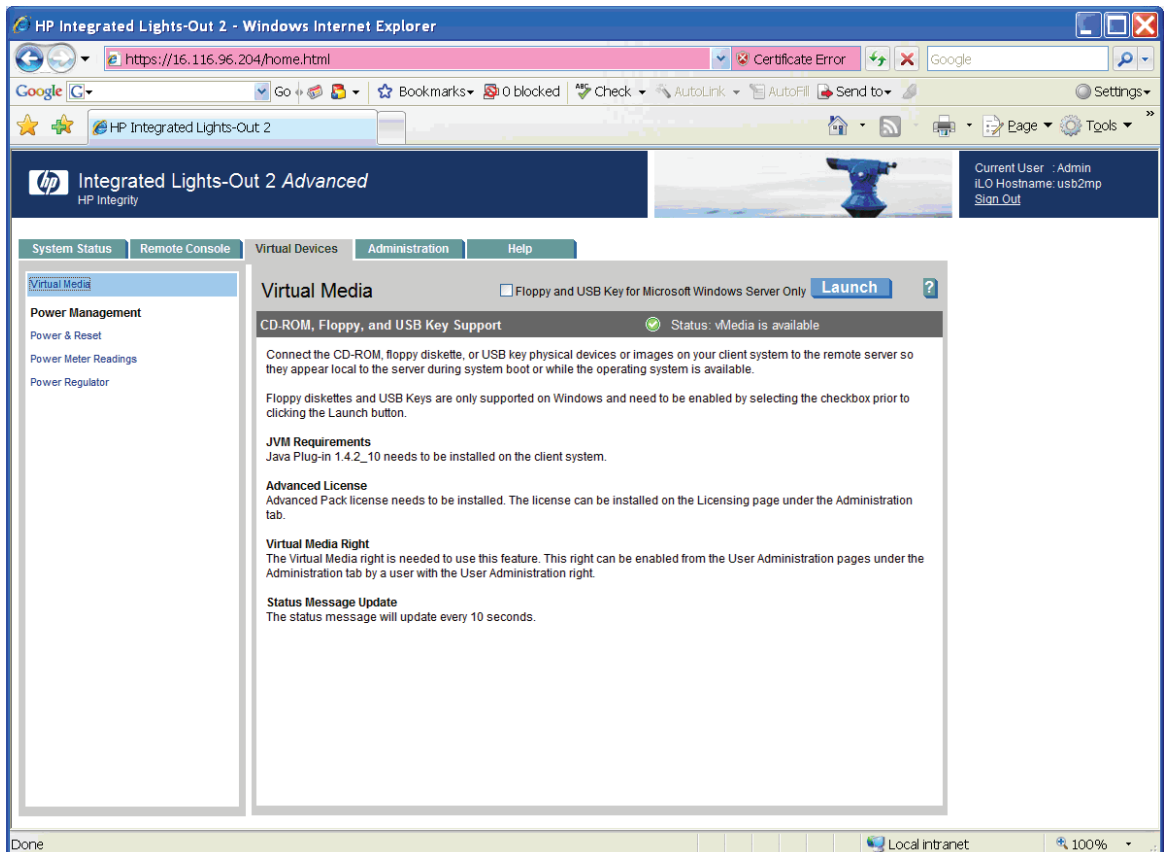 HP Integrated Lights-Out 2 - Windows Internet Explorer
https://16.116.96.204/home.html
Certificate Error
Google
Google
G
Go
Bookmarks
0 blocked
Check
AutoLink
AutoFill
Send to
Settings
HP Integrated Lights-Out 2
Page
Tools
hp
Integrated Lights-Out 2 Advanced
HP Integrity
Current User : Admin
iLO Hostname: usb2mp
Sign Out
System Status
Remote Console
Virtual Devices
Administration
Help
Virtual Media
Power Management
Power & Reset
Power Meter Readings
Power Regulator
Virtual Media
Floppy and USB Key for Microsoft Windows Server Only
Launch
?
CD-ROM, Floppy, and USB Key Support
Status: vMedia is available
Connect the CD-ROM, floppy diskette, or USB key physical devices or images on your client system to the remote server so
they appear local to the server during system boot or while the operating system is available.
Floppy diskettes and USB Keys are only supported on Windows and need to be enabled by selecting the checkbox prior to
clicking the Launch button.
JVM Requirements
Java Plug-in 1.4.2_10 needs to be installed on the client system.
Advanced License
Advanced Pack license needs to be installed. The license can be installed on the Licensing page under the Administration
tab.
Virtual Media Right
The Virtual Media right is needed to use this feature. This right can be enabled from the User Administration pages under the
Administration tab by a user with the User Administration right.
Status Message Update
The status message will update every 10 seconds.
Done
Local intranet
100%